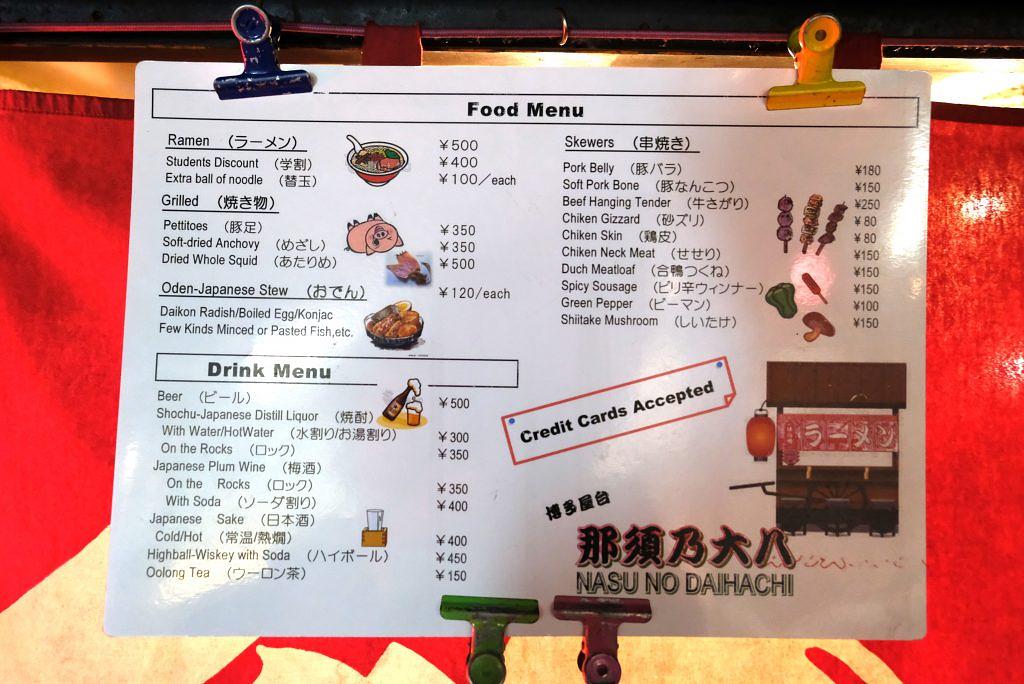 Food Menu
Ramen （ラーメン） ￥500
Students Discount （学割） ￥400
Extra ball of noodle （替玉） ￥100／each
Grilled （焼き物）
Pettitoes （豚足） ￥350
Soft-dried Anchovy （めざし） ￥350
Dried Whole Squid （あたりめ） ￥500
Oden-Japanese Stew （おでん） ￥120/each
Daikon Radish/Boiled Egg/Konjac
Few Kinds Minced or Pasted Fish,etc.
Skewers （串焼き）
Pork Belly （豚バラ） ¥180
Soft Pork Bone （豚なんこつ） ¥150
Beef Hanging Tender （牛さがり） ¥250
Chiken Gizzard （砂ズリ） ¥ 80
Chiken Skin （鶏皮） ¥ 80
Chiken Neck Meat （せせり） ¥150
Duch Meatloaf （合鴨つくね） ¥150
Spicy Sousage （ピリ辛ウィンナー） ¥150
Green Pepper （ピーマン） ¥100
Shiitake Mushroom （しいたけ） ¥150
Drink Menu
Beer （ビール） ￥500
Shochu-Japanese Distill Liquor （焼酎）
With Water/HotWater （水割り/お湯割り） ￥300
On the Rocks （ロック） ￥350
Japanese Plum Wine （梅酒）
On the Rocks （ロック） ￥350
With Soda （ソーダ割り） ￥400
Japanese Sake （日本酒）
Cold/Hot （常温/熱燗） ￥400
Highball-Wiskey with Soda （ハイボール） ￥450
Oolong Tea （ウーロン茶） ￥150
Credit Cards Accepted
ラーメン
博多屋台
那須乃大八
NASU NO DAIHACHI